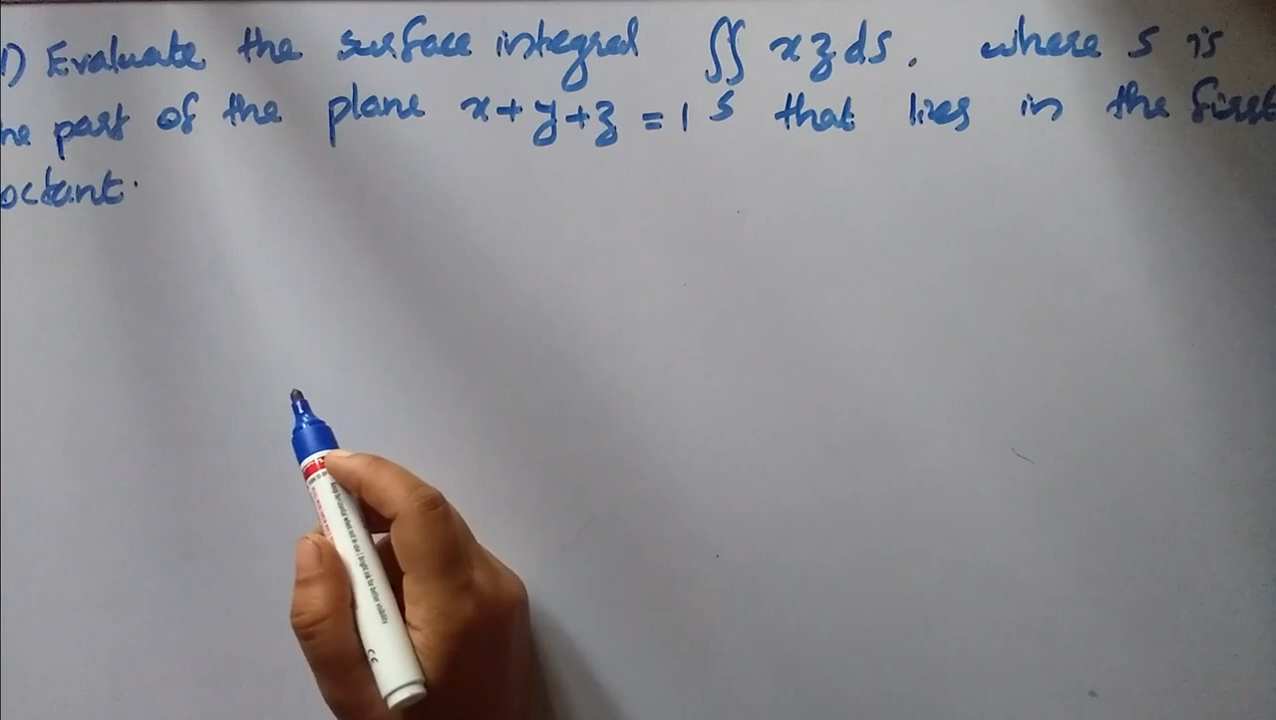 1) Evaluate the surface integral ∬ xz ds. where S is
he part of the plane x+y+z = 1 S that lies in the first
octant.